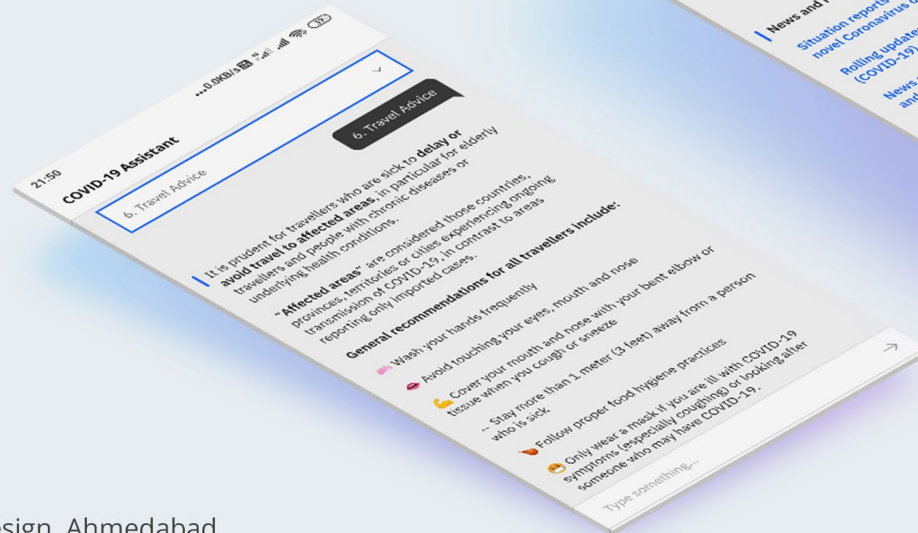 21:50
...0.0KB/s
COVID-19 Assistant
6. Travel Advice
6. Travel Advice
It is prudent for travellers who are sick to delay or
avoid travel to affected areas, in particular for elderly
travellers and people with chronic diseases or
underlying health conditions.
"Affected areas" are considered those countries,
provinces, territories or cities experiencing ongoing
transmission of COVID-19, in contrast to areas
reporting only imported cases.
General recommendations for all travellers include:
Wash your hands frequently
Avoid touching your eyes, mouth and nose
Cover your mouth and nose with your bent elbow or
tissue when you cough or sneeze
Stay more than 1 meter (3 feet) away from a person
who is sick
Follow proper food hygiene practices
Only wear a mask if you are ill with COVID-19
symptoms (especially coughing) or looking after
someone who may have COVID-19.
Type something...
News and
Situation reports
novel Coronavirus
Rolling updates
(COVID-19)
News
and
esign, Ahmedabad